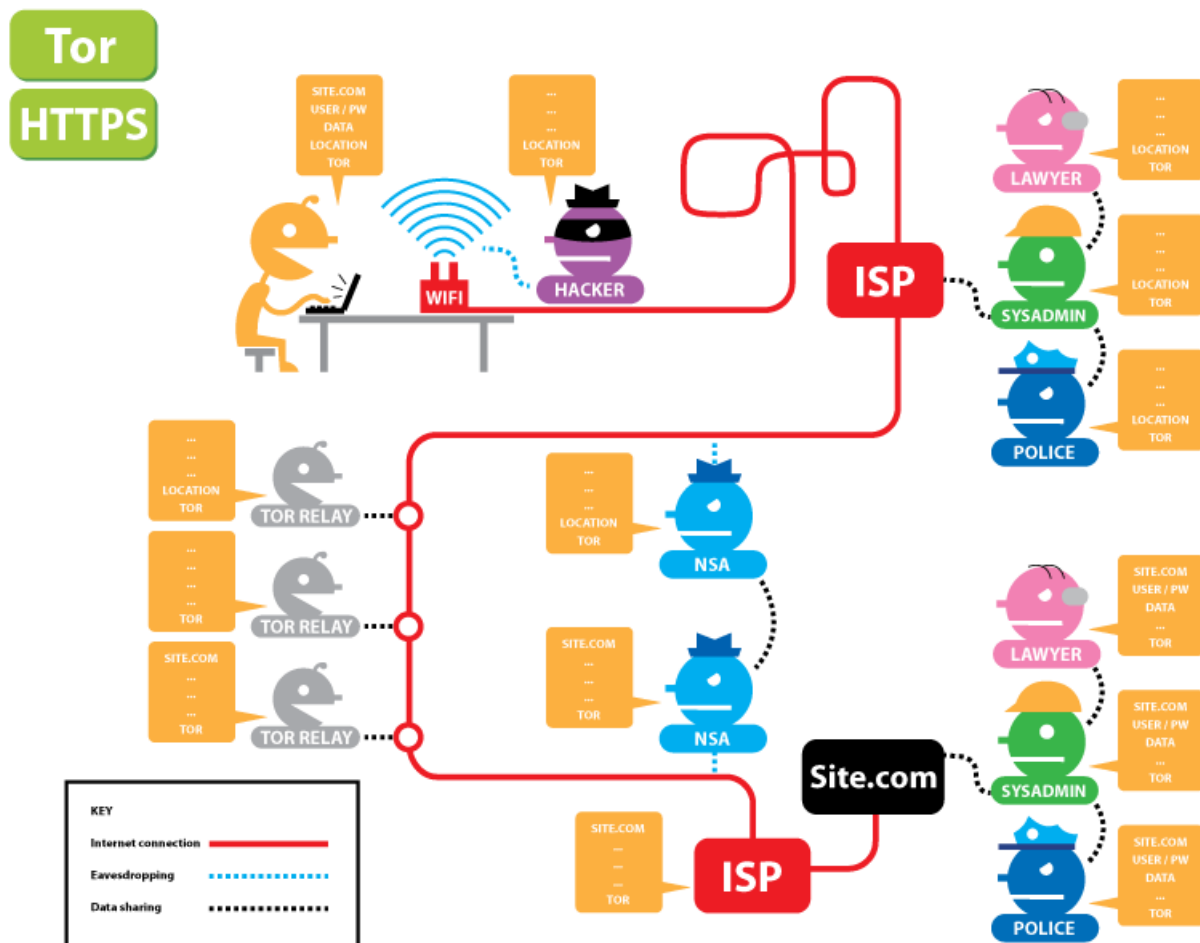 Tor
HTTPS
SITE.COM
USER / PW
DATA
LOCATION
TOR
...
...
...
LOCATION
TOR
WIFI
HACKER
ISP
...
...
...
LOCATION
TOR
LAWYER
...
...
...
LOCATION
TOR
SYSADMIN
...
...
...
LOCATION
TOR
POLICE
...
...
...
LOCATION
TOR
TOR RELAY
...
...
...
...
TOR
TOR RELAY
SITE.COM
...
...
...
TOR
TOR RELAY
...
...
...
LOCATION
TOR
NSA
SITE.COM
...
...
...
TOR
NSA
SITE.COM
...
...
...
TOR
ISP
Site.com
SITE.COM
USER / PW
DATA
...
TOR
LAWYER
SITE.COM
USER / PW
DATA
...
TOR
SYSADMIN
SITE.COM
USER / PW
DATA
...
TOR
POLICE
KEY
Internet connection
Eavesdropping
Data sharing